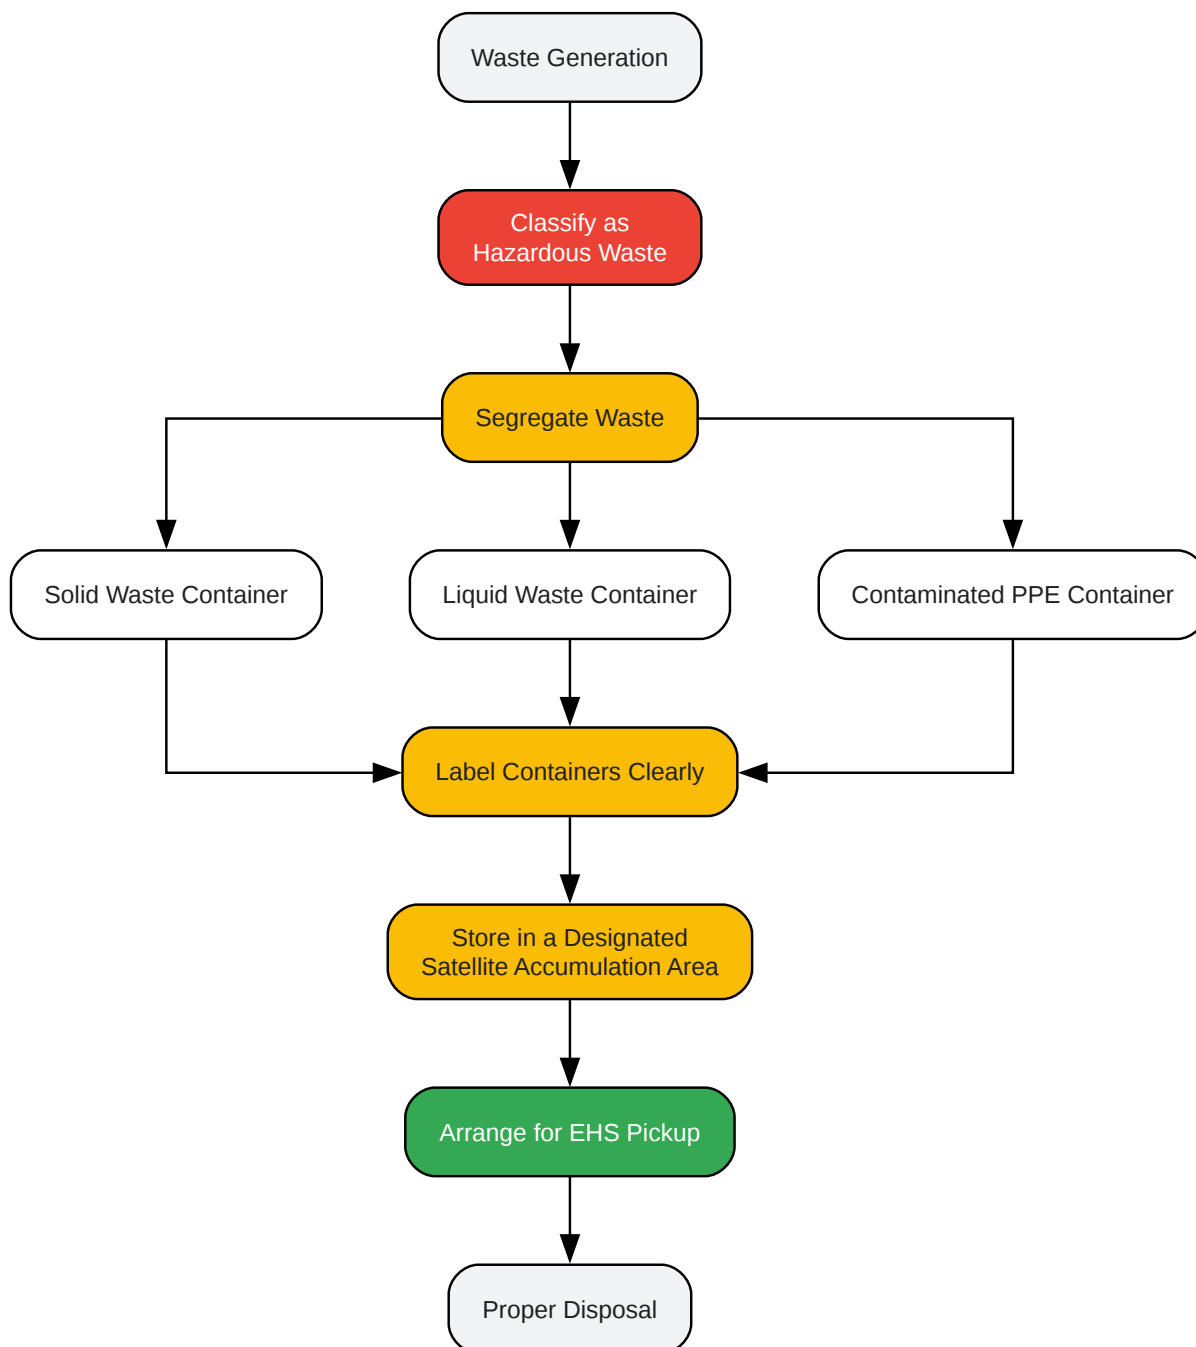 Waste Generation
Classify as
Hazardous Waste
Segregate Waste
Solid Waste Container
Liquid Waste Container
Contaminated PPE Container
Label Containers Clearly
Store in a Designated
Satellite Accumulation Area
Arrange for EHS Pickup
Proper Disposal